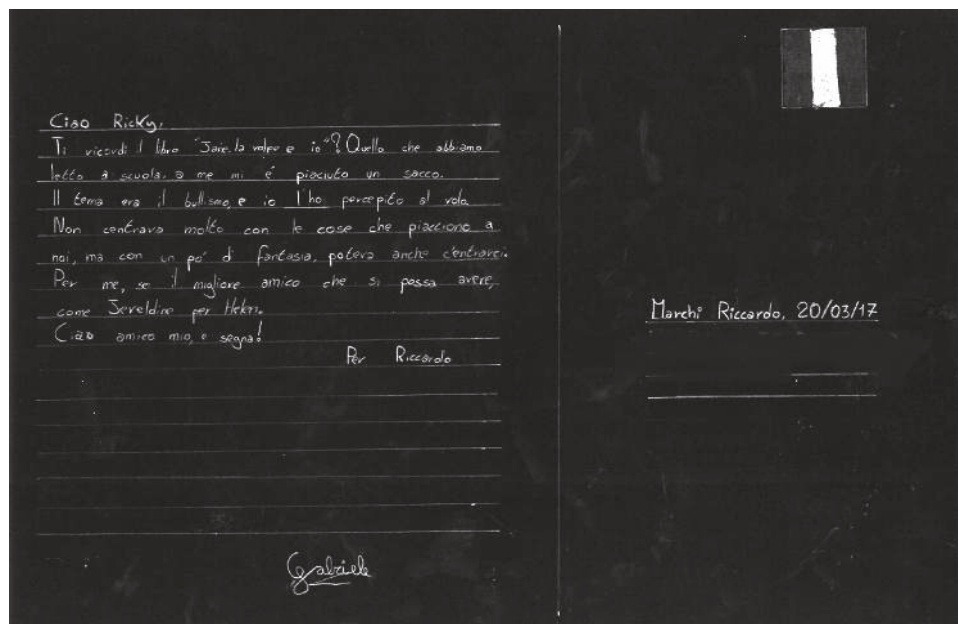 Ciao Ricky,
Ti ricordi il libro "Jane, la volpe e io"? Quello che abbiamo
letto a scuola, a me mi é piaciuto un sacco.
Il tema era il bullismo, e io l'ho percepito al volo
Non centrava molto con le cose che piacciono a
noi, ma con un po' di fantasia, poteva anche c'entrarci.
Per me, sei il migliore amico che si possa avere,
come Jereldine per Helen.
Ciao amico mio, e segna!
Per Riccardo
Gabriele
Marchi Riccardo, 20/03/17